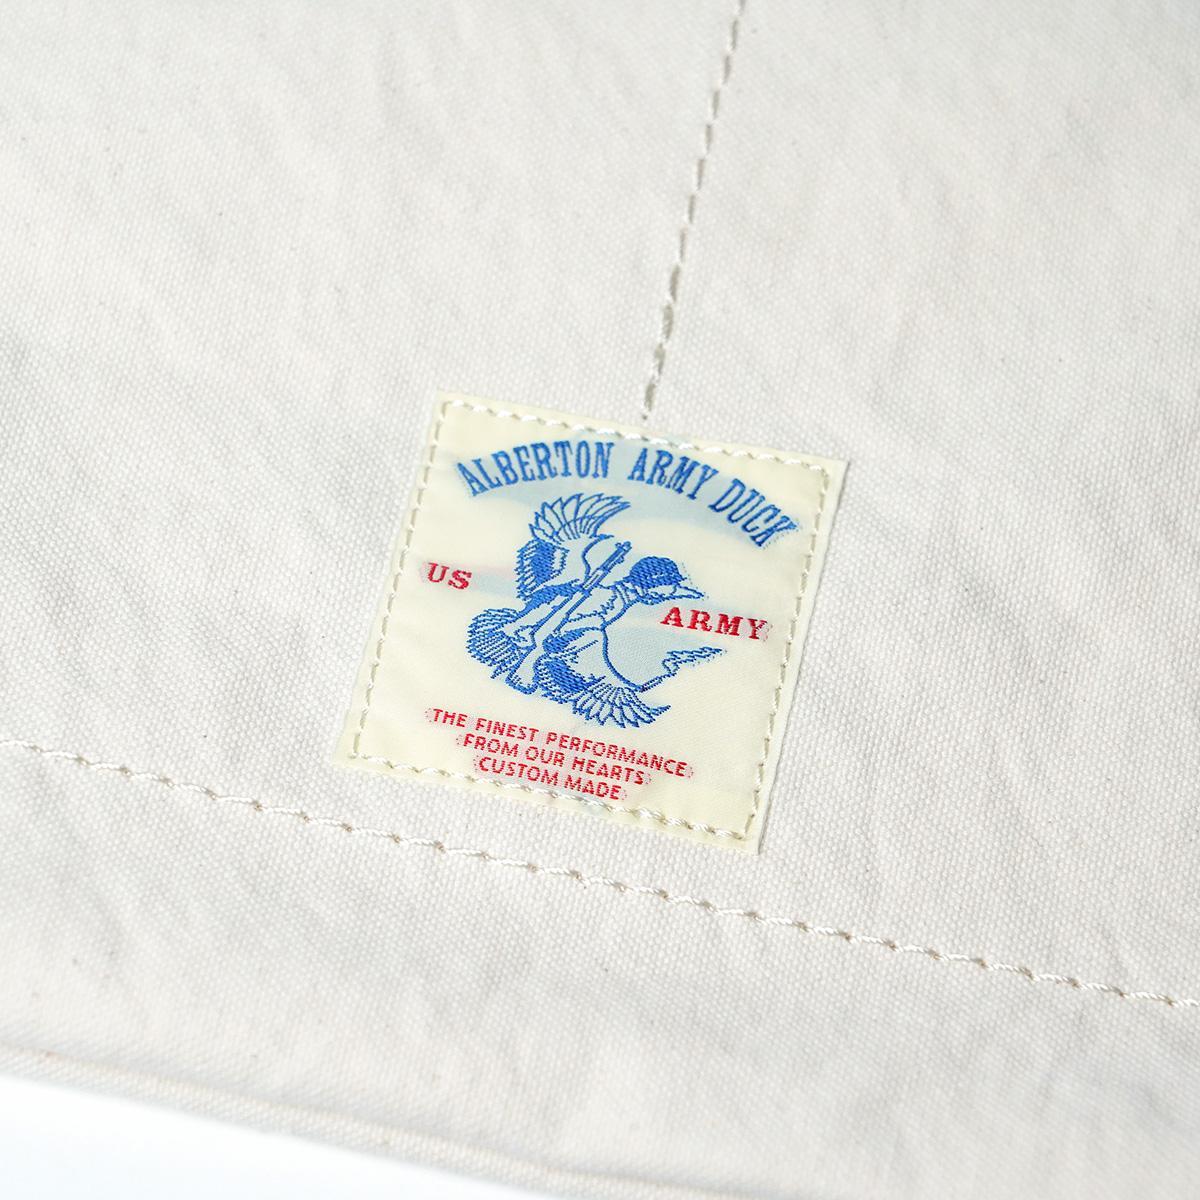 ALBERTON ARMY DUCK
US ARMY
THE FINEST PERFORMANCE
FROM OUR HEARTS
CUSTOM MADE